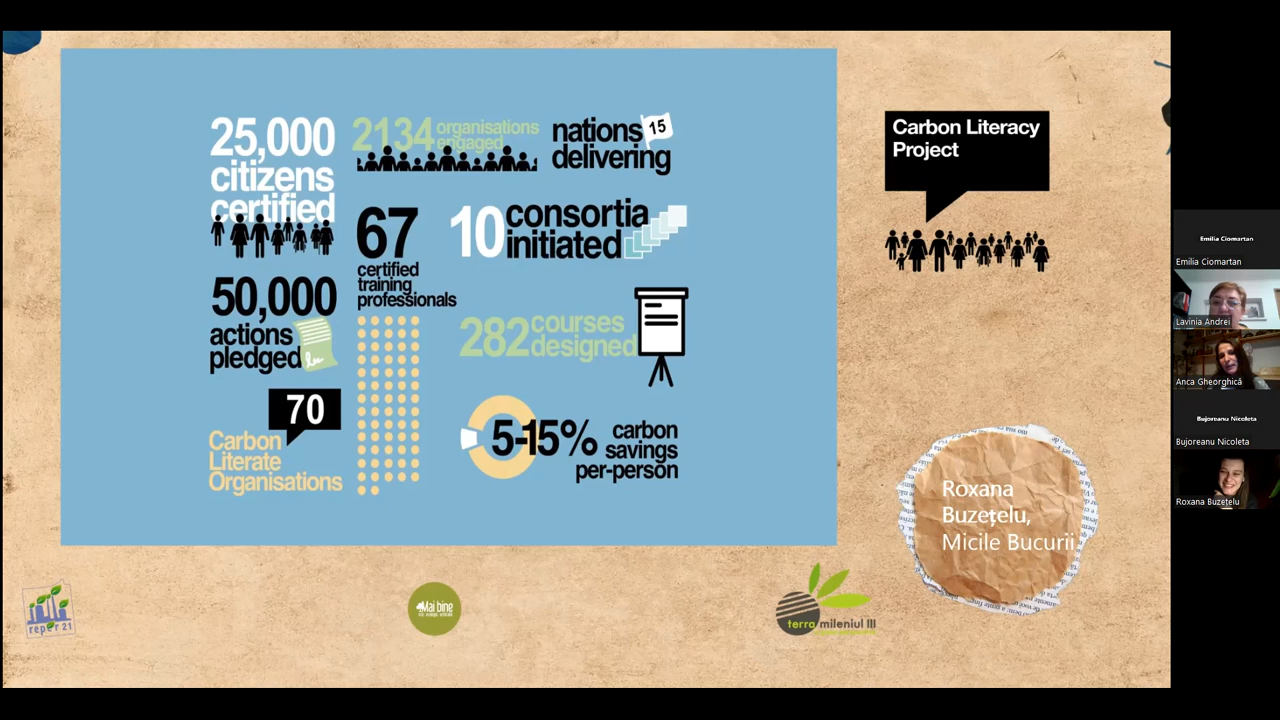 25,000
citizens
certified
2134 organisations
engaged
nations 15
delivering
67
certified
training
professionals
10 consortia
initiated
50,000
actions
pledged
282 courses
designed
70
Carbon
Literate
Organisations
5-15% carbon
savings
per-person
Carbon Literacy
Project
Roxana
Buzețelu,
Micile Bucurii
reper 21
Mai bine
terra mileniul III
Emilia Ciomartan
Emilia Ciomartan
Lavinia Andrei
Anca Gheorghică
Bujoreanu Nicoleta
Bujoreanu Nicoleta
Roxana Buzetelu